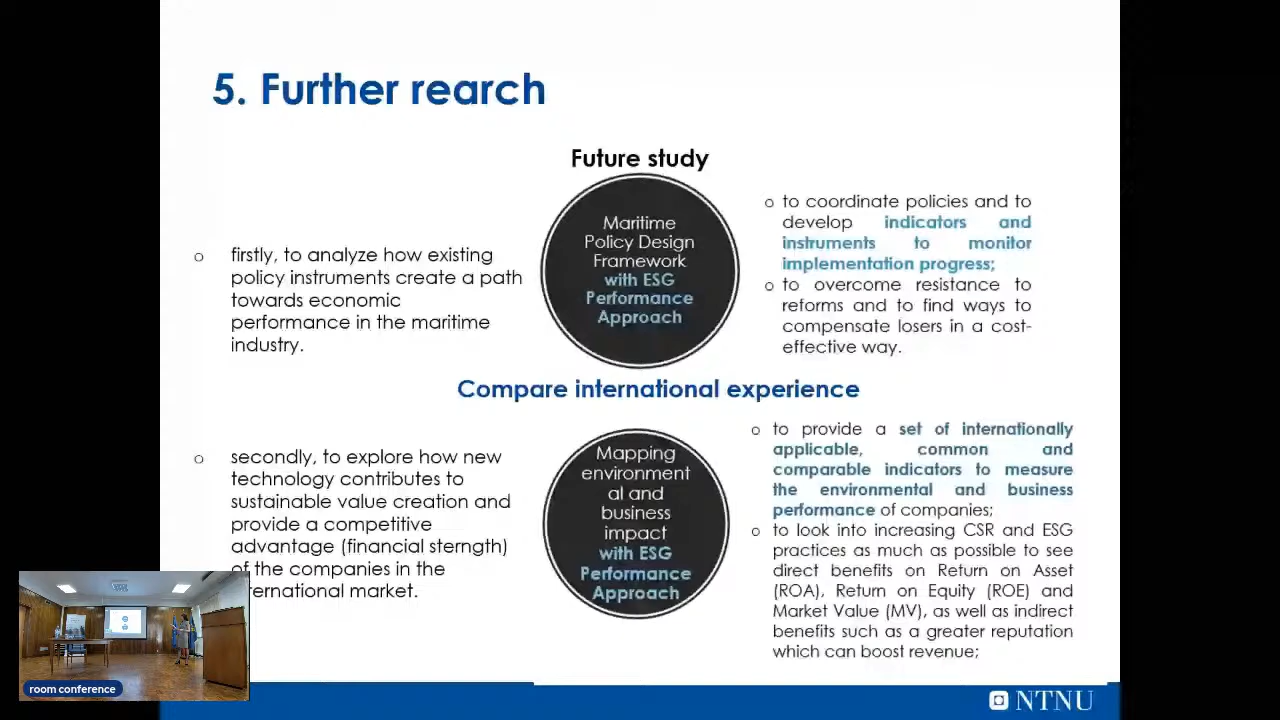 5. Further rearch
Future study
o firstly, to analyze how existing
policy instruments create a path
towards economic
performance in the maritime
industry.
Maritime
Policy Design
Framework
with ESG
Performance
Approach
o to coordinate policies and to
develop indicators and
instruments to monitor
implementation progress;
o to overcome resistance to
reforms and to find ways to
compensate losers in a cost-
effective way.
Compare international experience
o secondly, to explore how new
technology contributes to
sustainable value creation and
provide a competitive
advantage (financial sterngth)
of the companies in the
ternational market.
Mapping
environment
al and
business
impact
with ESG
Performance
Approach
o to provide a set of internationally
applicable, common and
comparable indicators to measure
the environmental and business
performance of companies;
o to look into increasing CSR and ESG
practices as much as possible to see
direct benefits on Return on Asset
(ROA), Return on Equity (ROE) and
Market Value (MV), as well as indirect
benefits such as a greater reputation
which can boost revenue;
room conference
NTNU